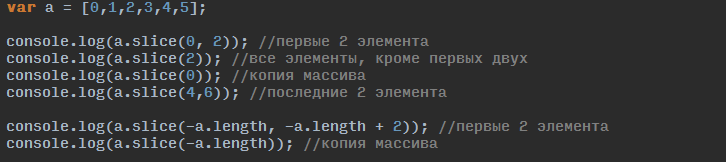 var a = [0,1,2,3,4,5];
console.log(a.slice(0, 2)); //первые 2 элемента
console.log(a.slice(2)); //все элементы, кроме первых двух
console.log(a.slice(0)); //копия массива
console.log(a.slice(4,6)); //последние 2 элемента
console.log(a.slice(-a.length, -a.length + 2)); //первые 2 элемента
console.log(a.slice(-a.length)); //копия массива